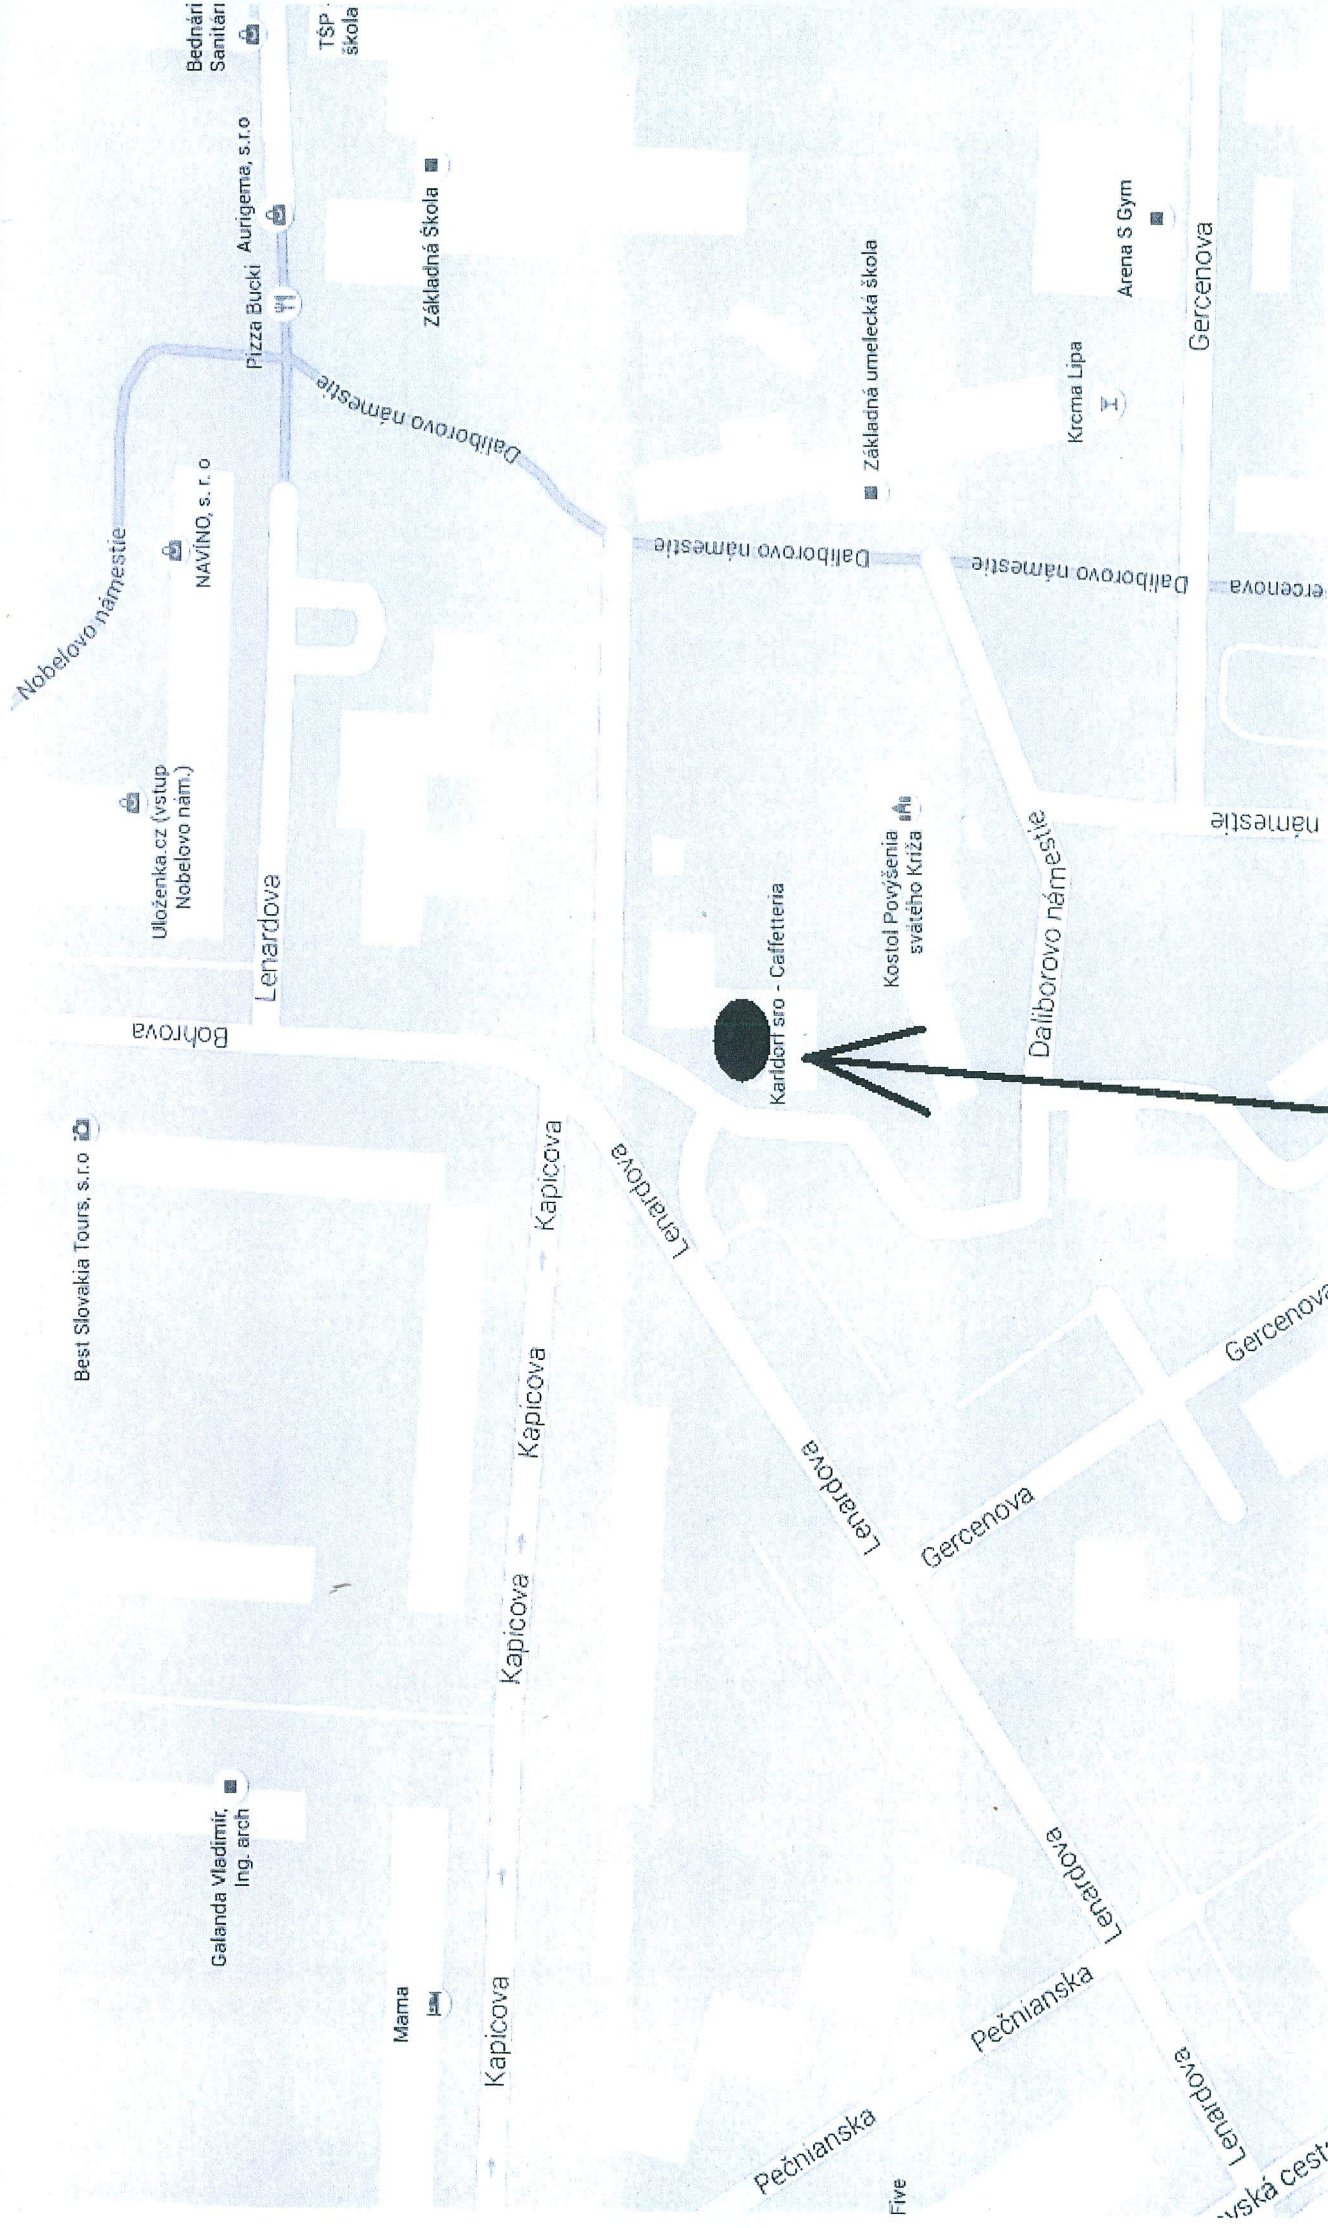 Bednári
Sanitári
TŠP -
škola
Aurigema, s.r.o
Pizza Bucki
Základná Škola
Nobelovo námestie
NAVÍNO, s. r. o
Daliborovo námestie
Základná umelecká škola
Arena S Gym
Gercenova
Krcma Lipa
Daliborovo námestie
Daliborovo námestie
ercenova
Uloženka.cz (vstup
Nobelovo nám.)
Lenardova
Bohrova
Karldorf sro - Caffetteria
Kostol Povýšenia
svätého Kríža
Daliborovo námestie
námestie
Best Slovakia Tours, s.r.o
Kapicova
Lenardova
Kapicova
Lenardova
Gercenova
Gercenova
Kapicova
Galanda Vladimír,
Ing. arch
Mama
Kapicova
Lenardova
Pečnianska
Pečnianska
Lenardova
Five
vská cest